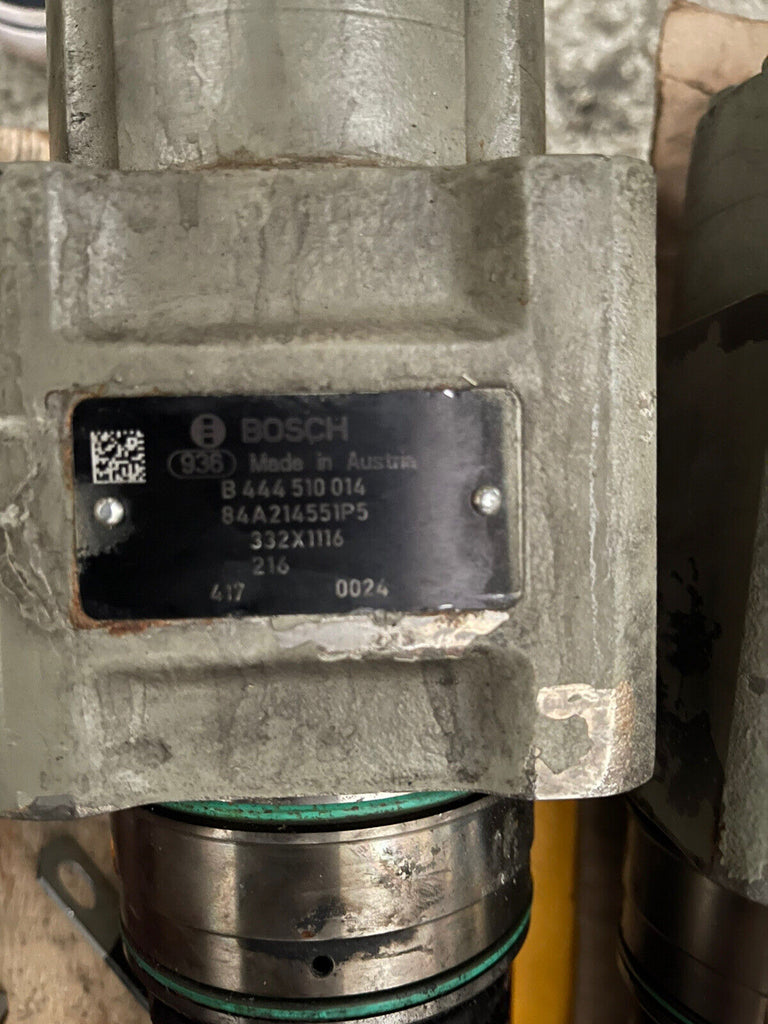 BOSCH
936 Made in Austria
B 444 510 014
84A214551P5
332X1116
216
417 0024